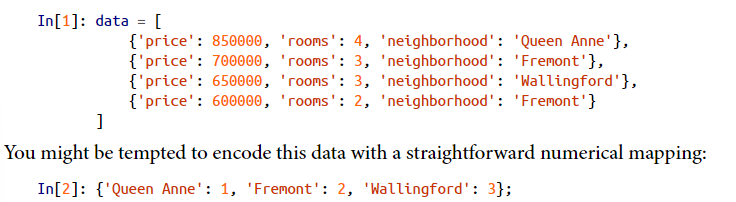 In[1]: data = [
{'price': 850000, 'rooms': 4, 'neighborhood': 'Queen Anne'},
{'price': 700000, 'rooms': 3, 'neighborhood': 'Fremont'},
{'price': 650000, 'rooms': 3, 'neighborhood': 'Wallingford'},
{'price': 600000, 'rooms': 2, 'neighborhood': 'Fremont'}
]
You might be tempted to encode this data with a straightforward numerical mapping:
In[2]: {'Queen Anne': 1, 'Fremont': 2, 'Wallingford': 3};